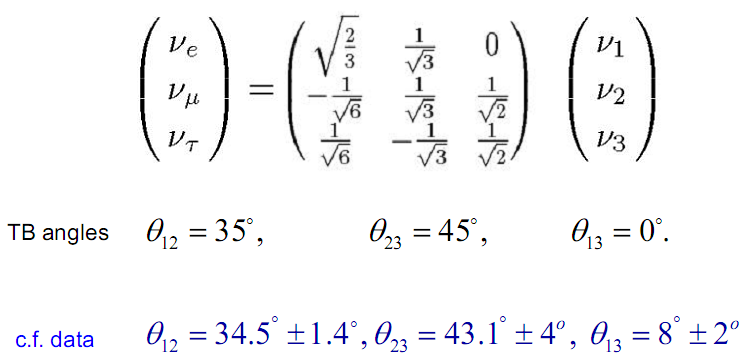 ν_e √(2/3) 1/√3 0 ν_1
ν_μ = -1/√6 1/√3 1/√2 ν_2
ν_τ 1/√6 -1/√3 1/√2 ν_3
TB angles θ_12 = 35°, θ_23 = 45°, θ_13 = 0°.
c.f. data θ_12 = 34.5° ± 1.4°, θ_23 = 43.1° ± 4°, θ_13 = 8° ± 2°